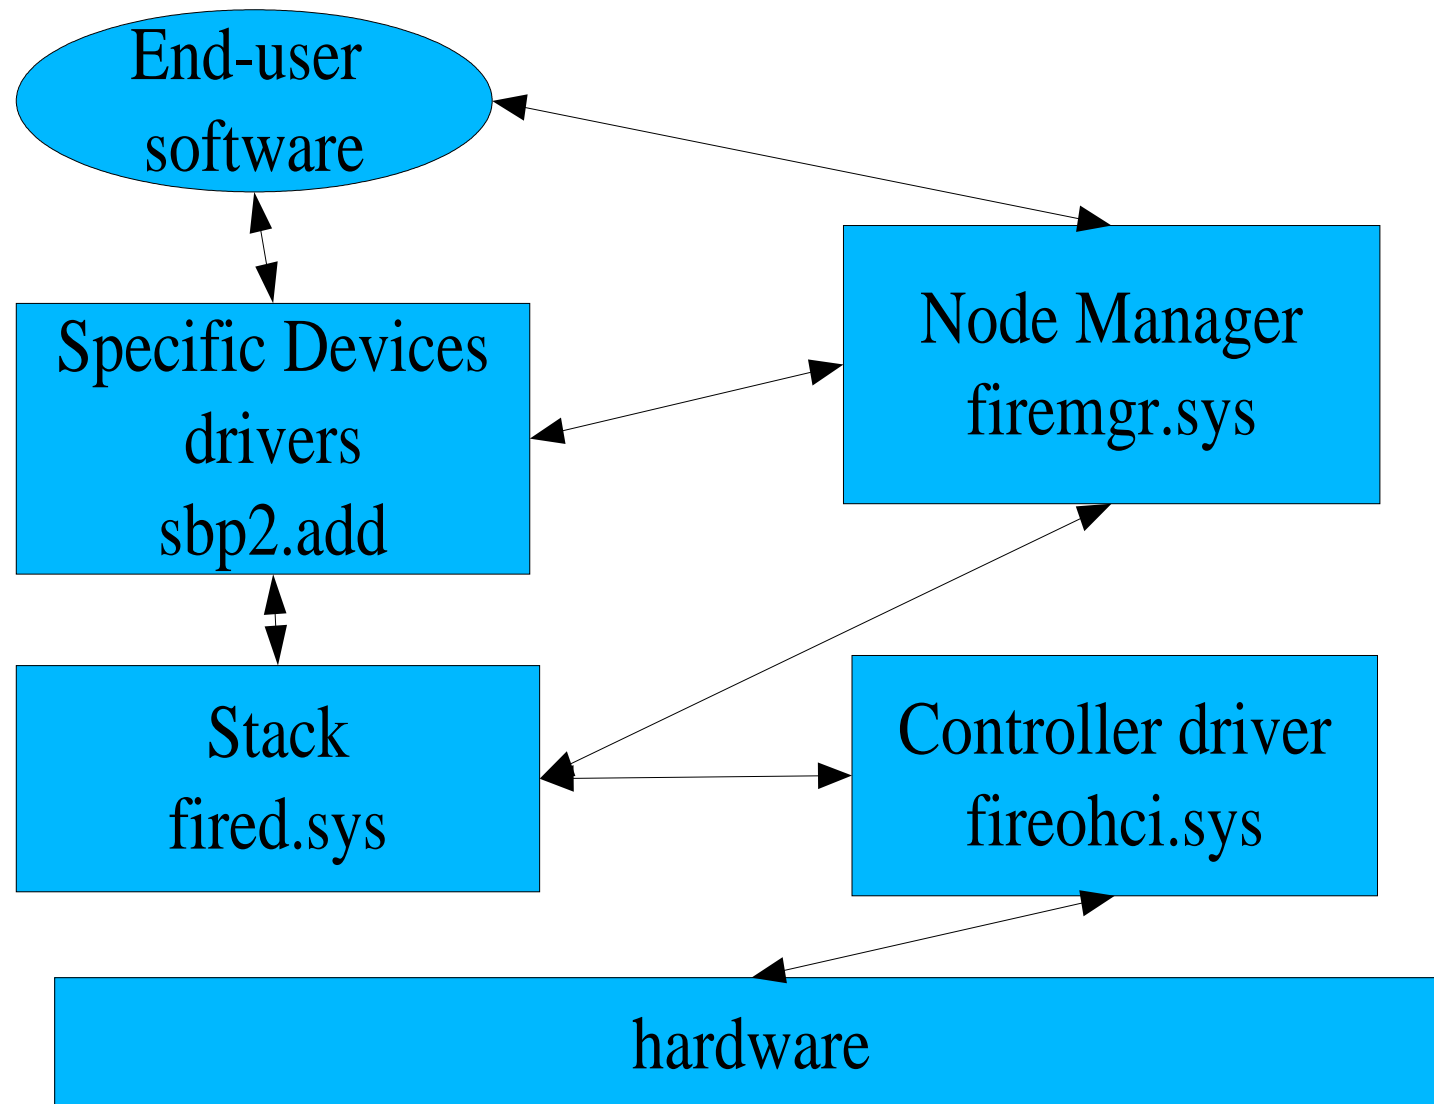 End-user
software
Specific Devices
drivers
sbp2.add
Node Manager
firemgr.sys
Stack
fired.sys
Controller driver
fireohci.sys
hardware